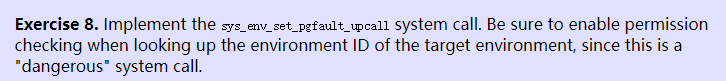 Exercise 8. Implement the sys_env_set_pgfault_upcall system call. Be sure to enable permission
checking when looking up the environment ID of the target environment, since this is a
"dangerous" system call.